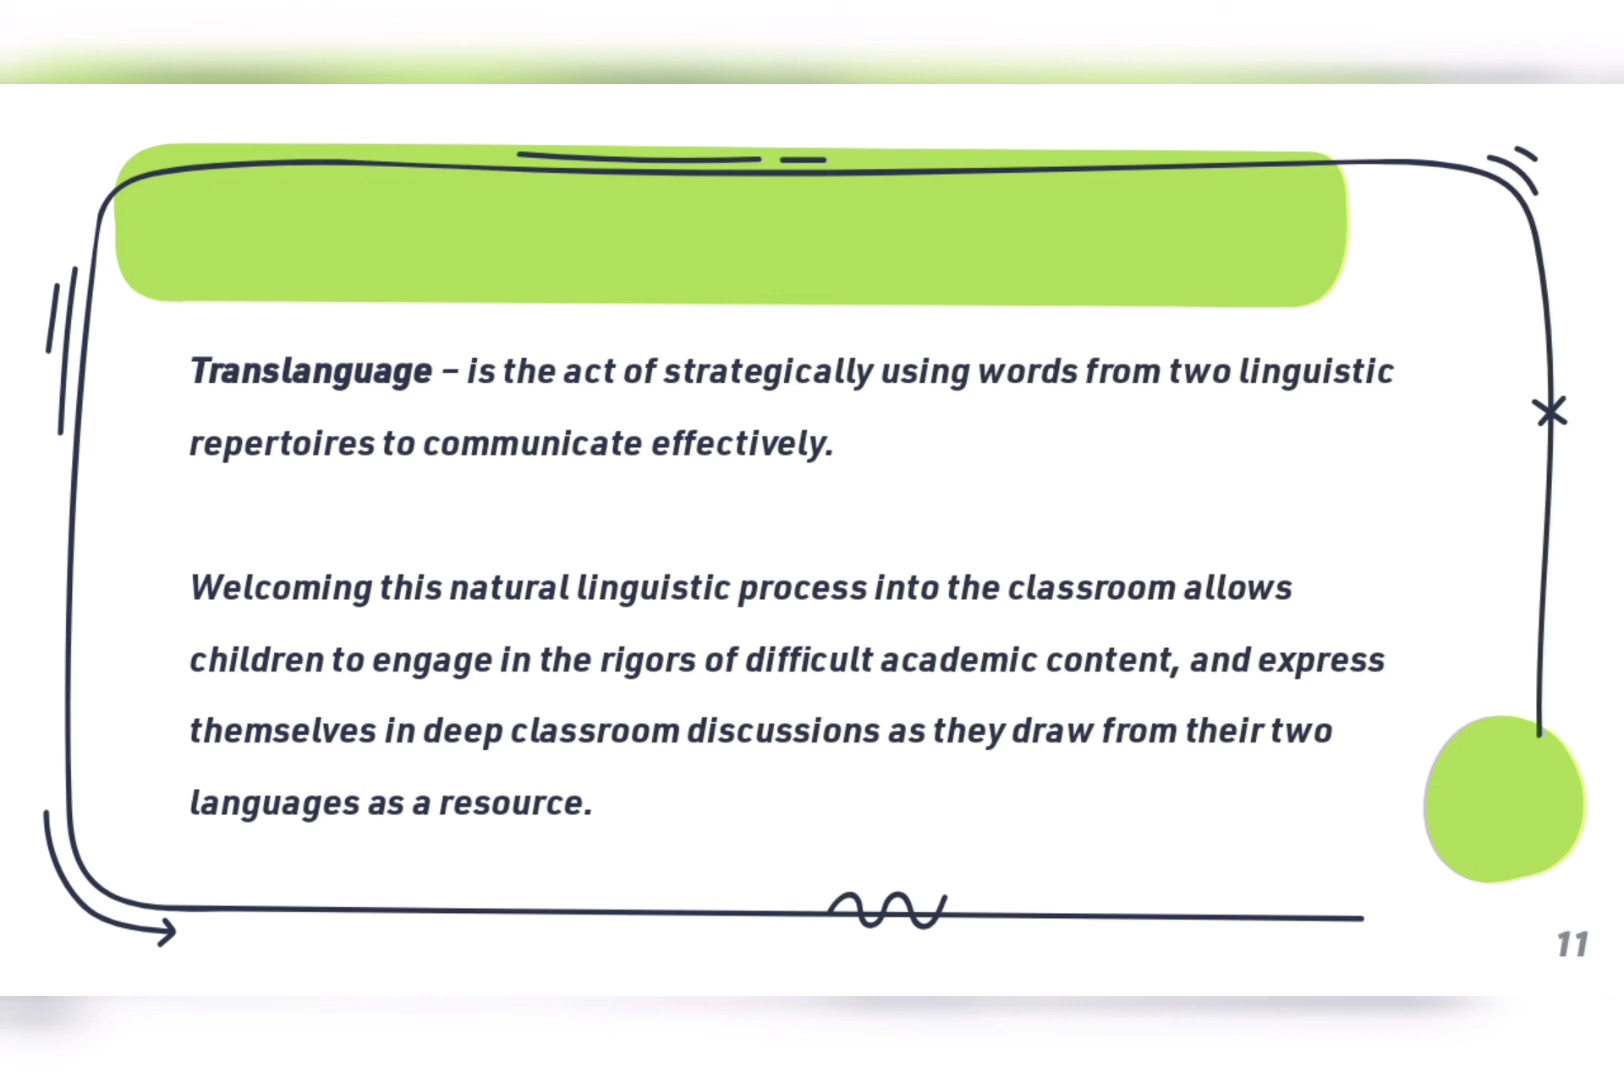 Translanguage – is the act of strategically using words from two linguistic
repertoires to communicate effectively.
Welcoming this natural linguistic process into the classroom allows
children to engage in the rigors of difficult academic content, and express
themselves in deep classroom discussions as they draw from their two
languages as a resource.
11